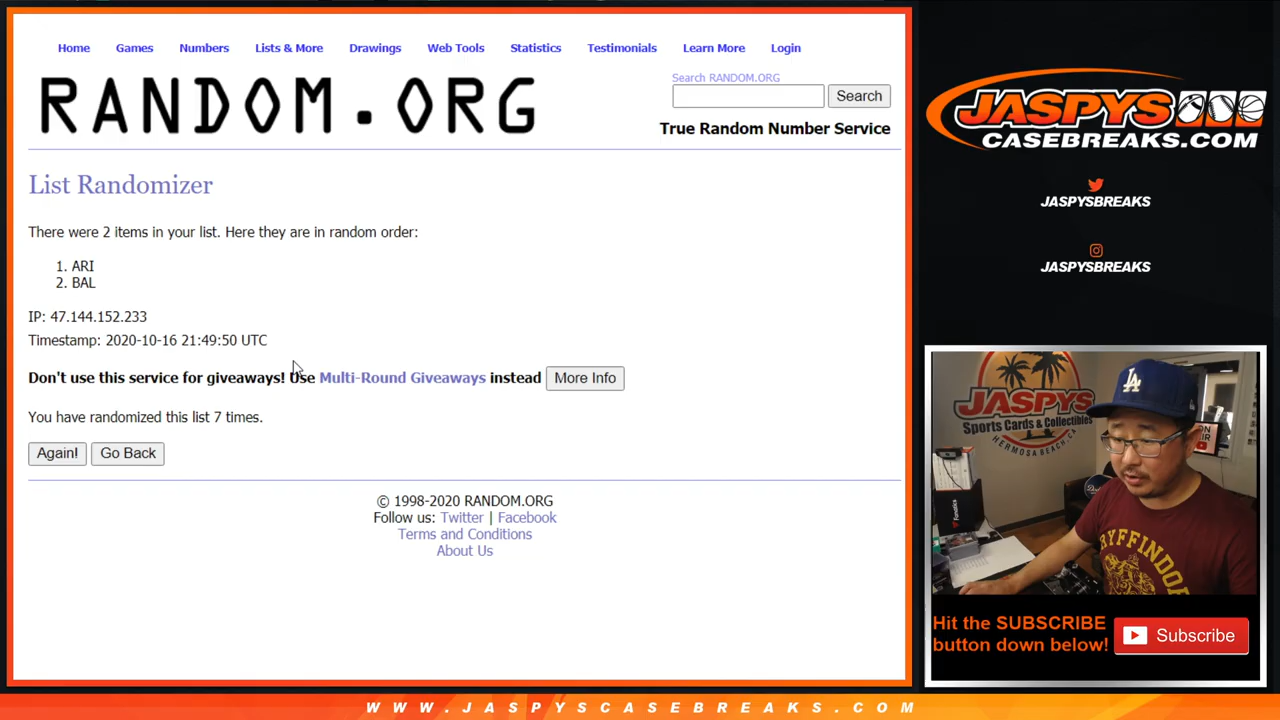 Home Games Numbers Lists & More Drawings Web Tools Statistics Testimonials Learn More Login
RANDOM.ORG
Search RANDOM.ORG
Search
True Random Number Service
List Randomizer
There were 2 items in your list. Here they are in random order:
1. ARI
2. BAL
IP: 47.144.152.233
Timestamp: 2020-10-16 21:49:50 UTC
Don't use this service for giveaways! Use Multi-Round Giveaways instead More Info
You have randomized this list 7 times.
Again! Go Back
© 1998-2020 RANDOM.ORG
Follow us: Twitter | Facebook
Terms and Conditions
About Us
JASPYS
CASEBREAKS.COM
JASPYSBREAKS
JASPYSBREAKS
JASPYS
Sports Cards & Collectibles
HERMOSA BEACH, CA
ON
AIR
LA
Fanatics
GRYFFINDOR
Hit the SUBSCRIBE
button down below!
Subscribe
WWW.JASPYSCASEBREAKS.COM